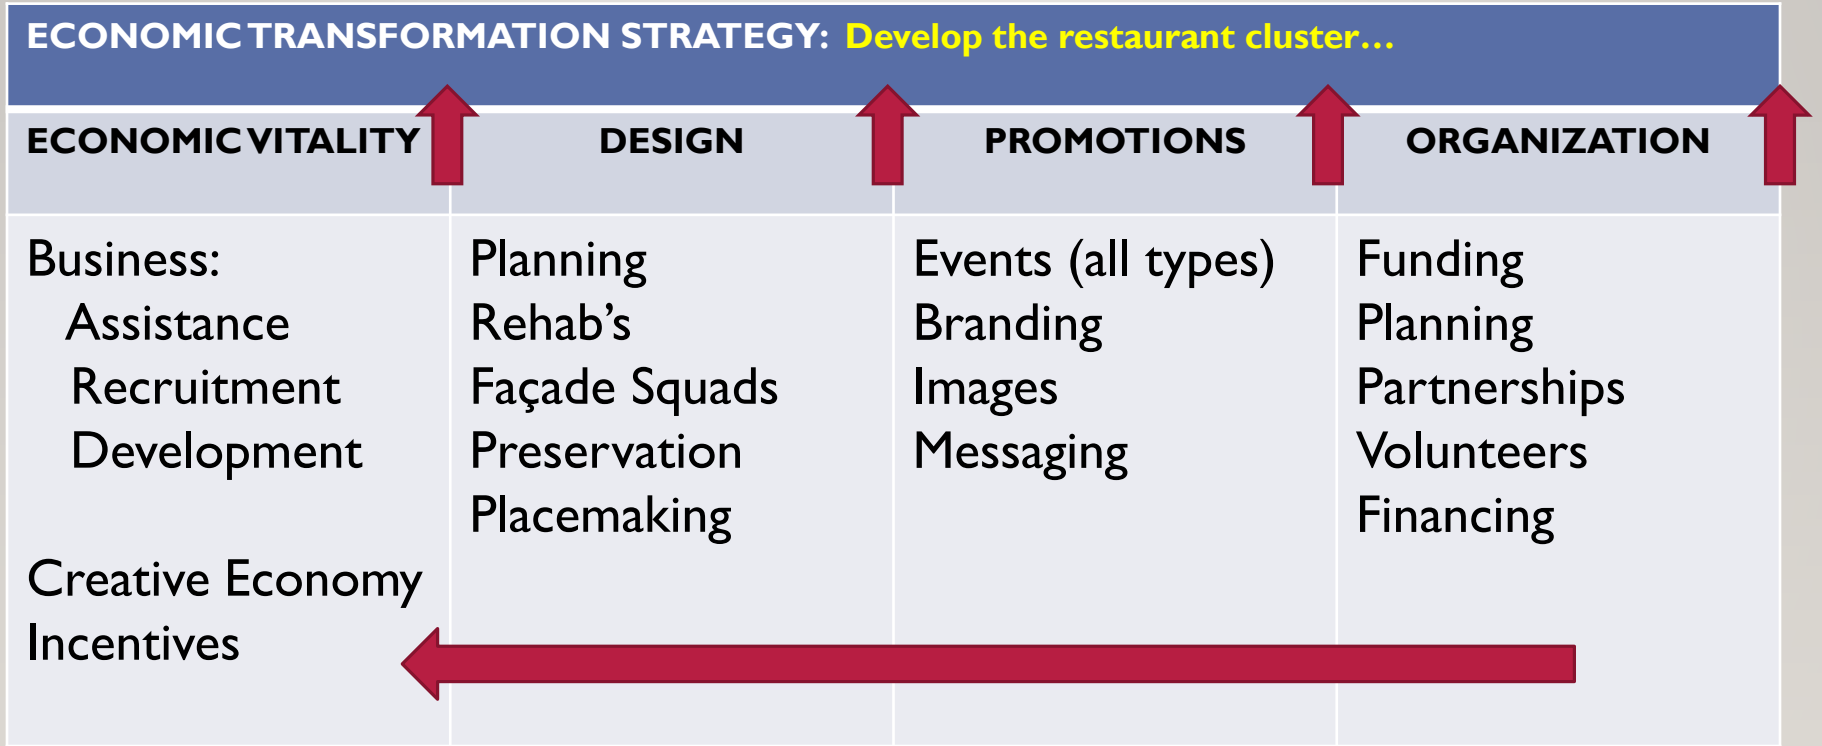 ECONOMIC TRANSFORMATION STRATEGY: Develop the restaurant cluster…
ECONOMIC VITALITY
DESIGN
PROMOTIONS
ORGANIZATION
Business:
Assistance
Recruitment
Development
Creative Economy
Incentives
Planning
Rehab’s
Façade Squads
Preservation
Placemaking
Events (all types)
Branding
Images
Messaging
Funding
Planning
Partnerships
Volunteers
Financing